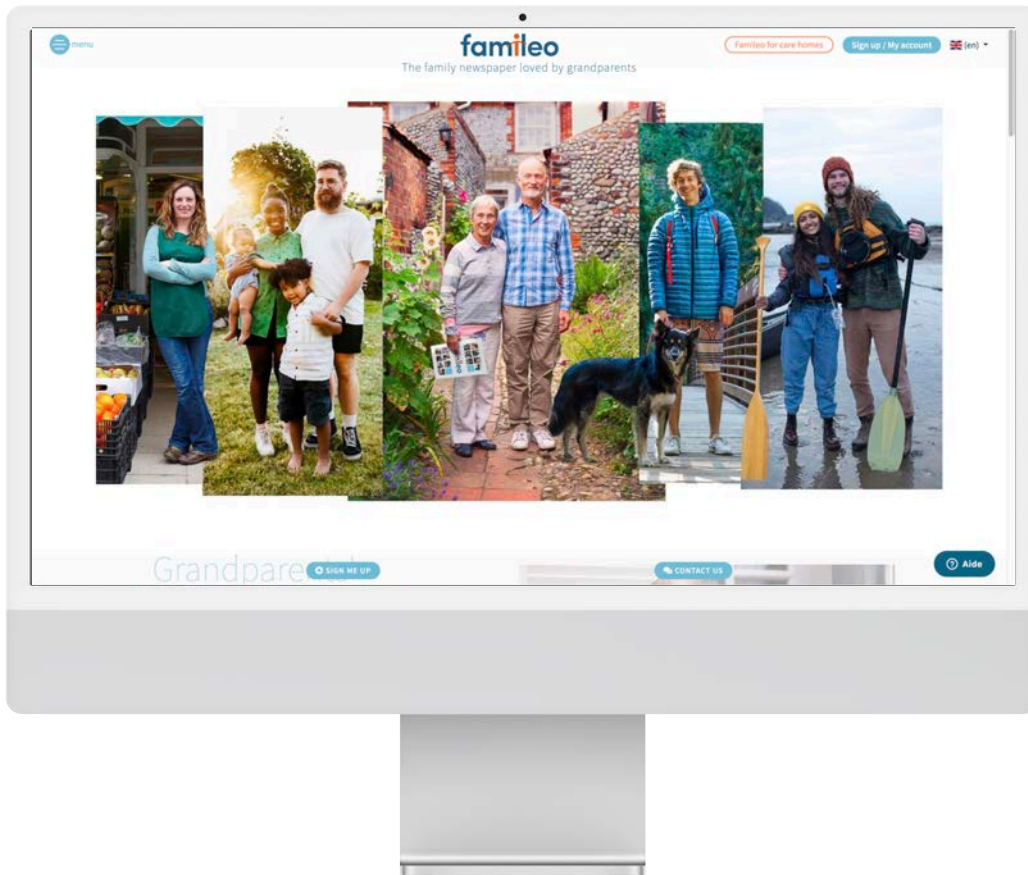 menu
famileo
The family newspaper loved by grandparents
Famileo for care homes
Sign up / My account
(en)
Grandparents'
SIGN ME UP
CONTACT US
Aide